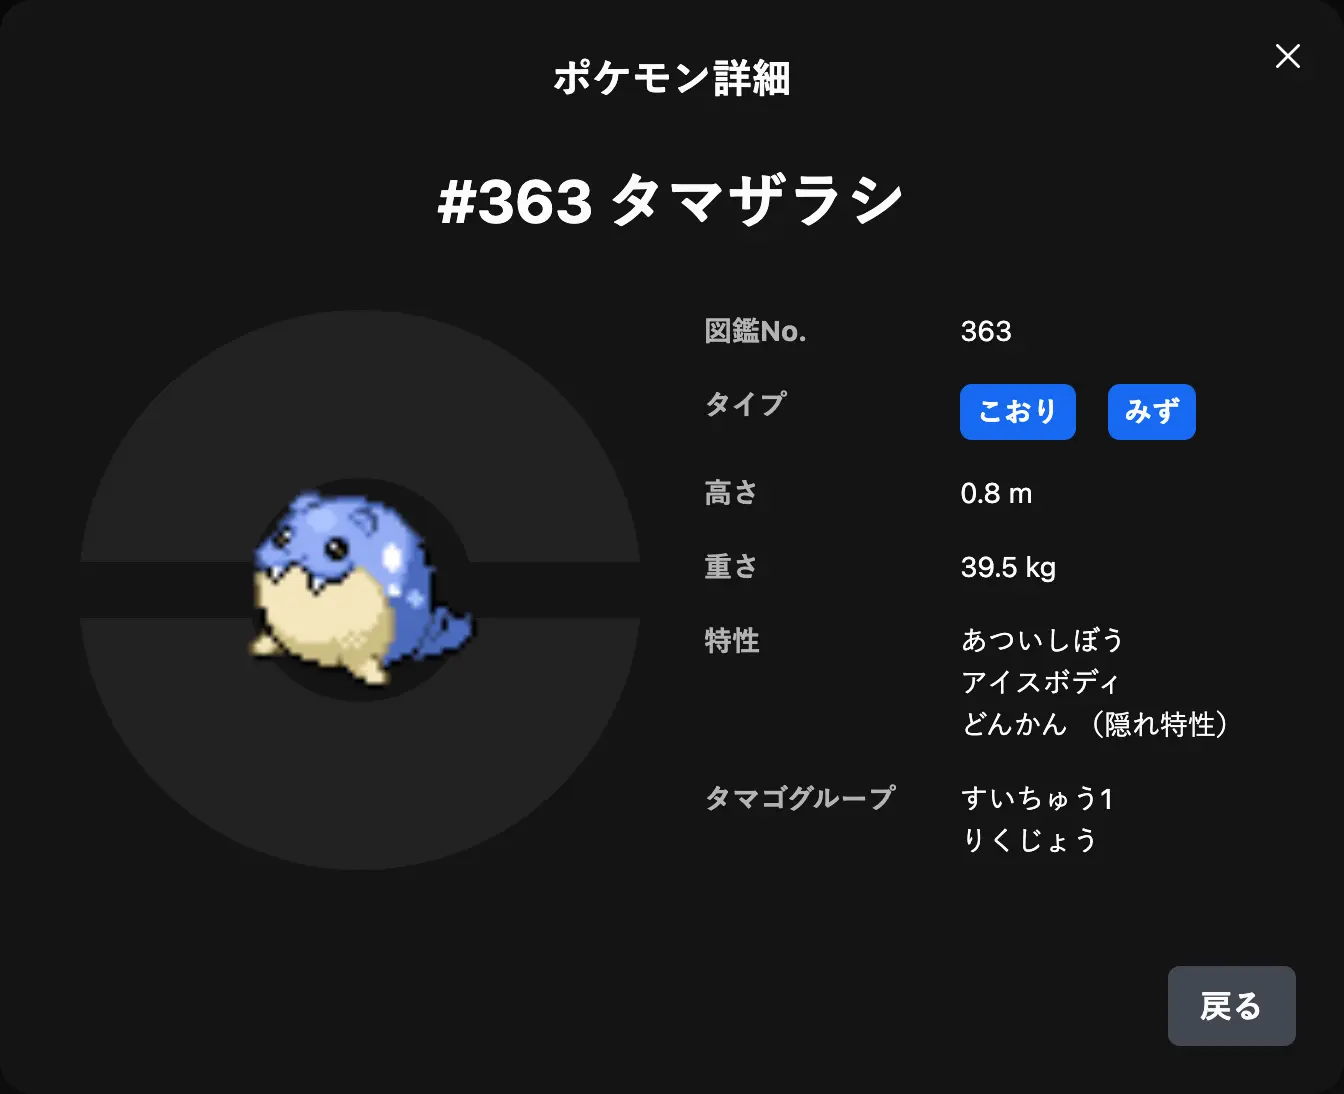 ポケモン詳細
#363 タマザラシ
図鑑No. 363
タイプ こおり みず
高さ 0.8 m
重さ 39.5 kg
特性 あついしぼう
アイスボディ
どんかん （隠れ特性）
タマゴグループ すいちゅう1
りくじょう
戻る